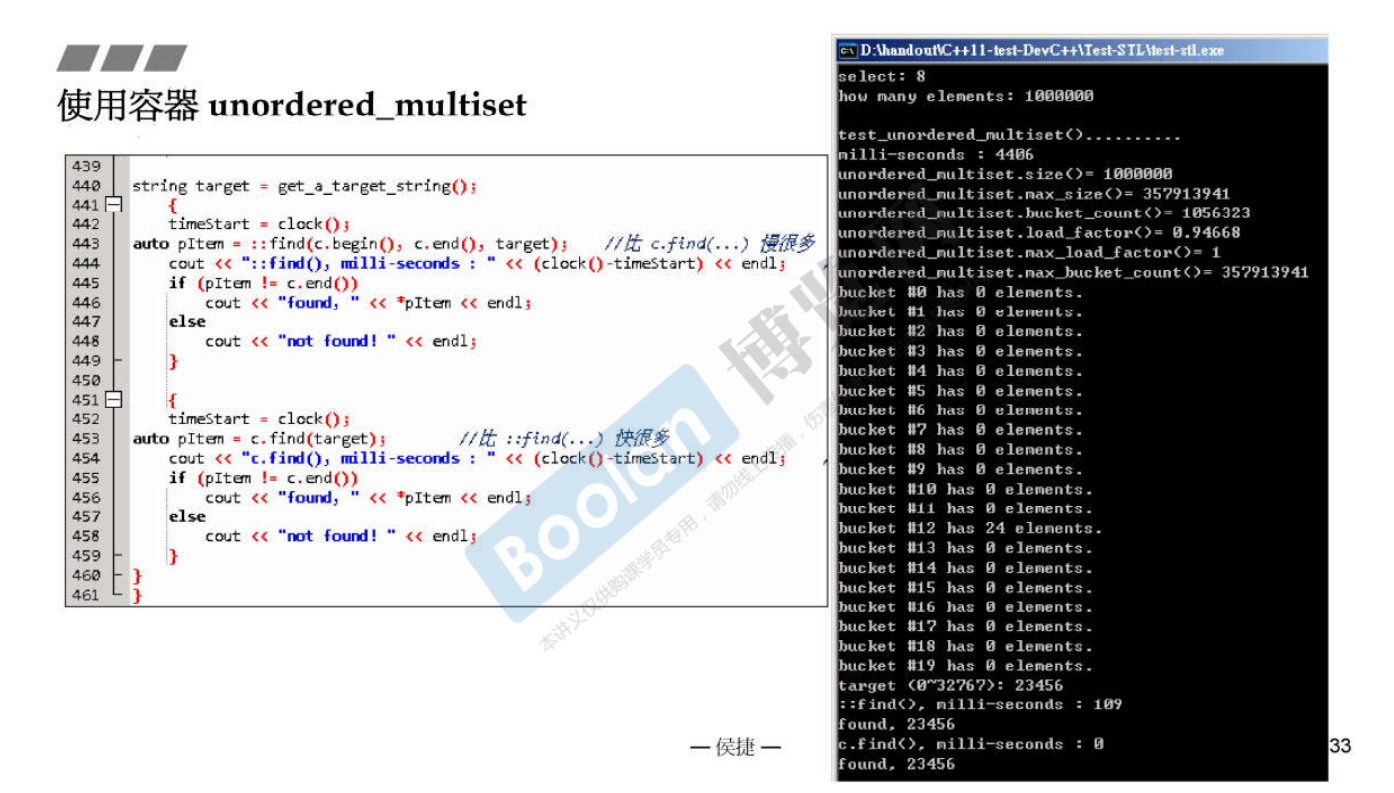 使用容器 unordered_multiset
439
440 string target = get_a_target_string();
441 {
442 timeStart = clock();
443 auto pItem = ::find(c.begin(), c.end(), target); //比 c.find(...) 慢很多
444 cout << "::find(), milli-seconds : " << (clock()-timeStart) << endl;
445 if (pItem != c.end())
446 cout << "found, " << *pItem << endl;
447 else
448 cout << "not found! " << endl;
449 }
450
451 {
452 timeStart = clock();
453 auto pItem = c.find(target); //比 ::find(...) 快很多
454 cout << "c.find(), milli-seconds : " << (clock()-timeStart) << endl;
455 if (pItem != c.end())
456 cout << "found, " << *pItem << endl;
457 else
458 cout << "not found! " << endl;
459 }
460 }
461 }
D:\handout\C++11-test-DevC++\Test-STL\test-stl.exe
select: 8
how many elements: 1000000
test_unordered_multiset()..........
milli-seconds : 4406
unordered_multiset.size()= 1000000
unordered_multiset.max_size()= 357913941
unordered_multiset.bucket_count()= 1056323
unordered_multiset.load_factor()= 0.94668
unordered_multiset.max_load_factor()= 1
unordered_multiset.max_bucket_count()= 357913941
bucket #0 has 0 elements.
bucket #1 has 0 elements.
bucket #2 has 0 elements.
bucket #3 has 0 elements.
bucket #4 has 0 elements.
bucket #5 has 0 elements.
bucket #6 has 0 elements.
bucket #7 has 0 elements.
bucket #8 has 0 elements.
bucket #9 has 0 elements.
bucket #10 has 0 elements.
bucket #11 has 0 elements.
bucket #12 has 24 elements.
bucket #13 has 0 elements.
bucket #14 has 0 elements.
bucket #15 has 0 elements.
bucket #16 has 0 elements.
bucket #17 has 0 elements.
bucket #18 has 0 elements.
bucket #19 has 0 elements.
target (0~32767): 23456
::find(), milli-seconds : 109
found, 23456
c.find(), milli-seconds : 0
found, 23456
Boolan 博
本讲义仅供购课学员专用，请勿线上传播，伤害
— 侯捷 —
33